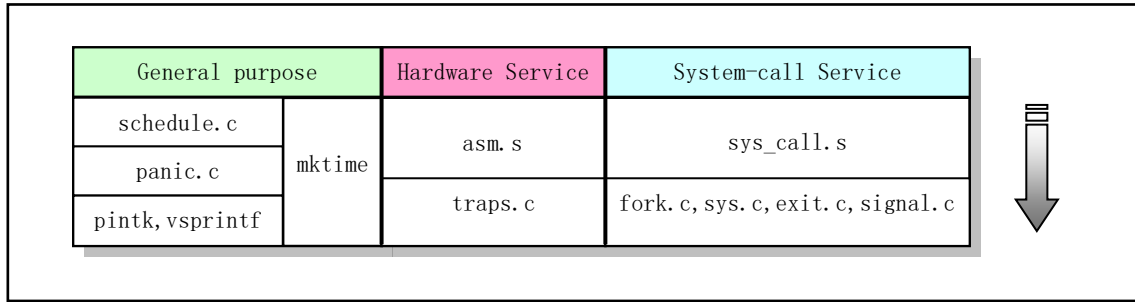 General purpose
Hardware Service
System-call Service
schedule.c
panic.c
pintk,vsprintf
mktime
asm.s
traps.c
sys_call.s
fork.c,sys.c,exit.c,signal.c